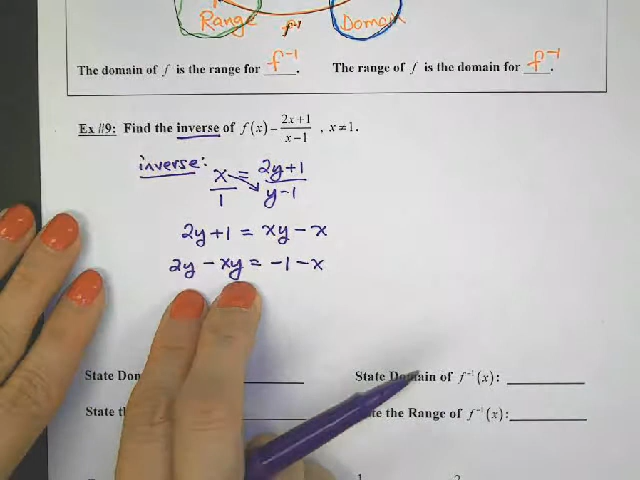 Range f⁻¹ Domain
The domain of f is the range for f⁻¹. The range of f is the domain for f⁻¹.
Ex #9: Find the inverse of f(x) = 2x+1 / x−1 , x ≠ 1.
inverse: x / 1 = 2y+1 / y−1
2y+1 = xy − x
2y − xy = −1 − x
State Dom State Domain of f⁻¹(x):
State th the Range of f⁻¹(x):